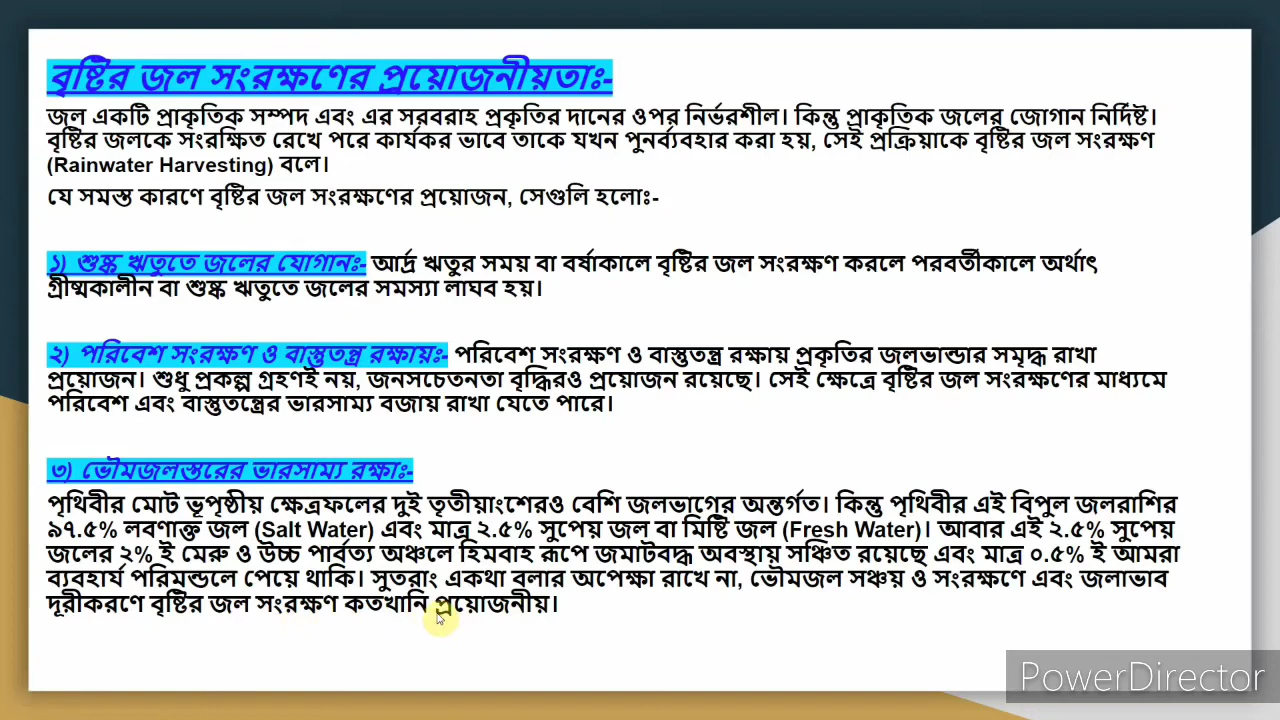 বৃষ্টির জল সংরক্ষণের প্রয়োজনীয়তাঃ-
জল একটি প্রাকৃতিক সম্পদ এবং এর সরবরাহ প্রকৃতির দানের ওপর নির্ভরশীল। কিন্তু প্রাকৃতিক জলের জোগান নির্দিষ্ট।
বৃষ্টির জলকে সংরক্ষিত রেখে পরে কার্যকর ভাবে তাকে যখন পুনর্ব্যবহার করা হয়, সেই প্রক্রিয়াকে বৃষ্টির জল সংরক্ষণ
(Rainwater Harvesting) বলে।
যে সমস্ত কারণে বৃষ্টির জল সংরক্ষণের প্রয়োজন, সেগুলি হলোঃ-
১) শুষ্ক ঋতুতে জলের যোগানঃ- আর্দ্র ঋতুর সময় বা বর্ষাকালে বৃষ্টির জল সংরক্ষণ করলে পরবর্তীকালে অর্থাৎ
গ্রীষ্মকালীন বা শুষ্ক ঋতুতে জলের সমস্যা লাঘব হয়।
২) পরিবেশ সংরক্ষণ ও বাস্তুতন্ত্র রক্ষায়ঃ- পরিবেশ সংরক্ষণ ও বাস্তুতন্ত্র রক্ষায় প্রকৃতির জলভান্ডার সমৃদ্ধ রাখা
প্রয়োজন। শুধু প্রকল্প গ্রহণই নয়, জনসচেতনতা বৃদ্ধিরও প্রয়োজন রয়েছে। সেই ক্ষেত্রে বৃষ্টির জল সংরক্ষণের মাধ্যমে
পরিবেশ এবং বাস্তুতন্ত্রের ভারসাম্য বজায় রাখা যেতে পারে।
৩) ভৌমজলস্তরের ভারসাম্য রক্ষাঃ-
পৃথিবীর মোট ভূপৃষ্ঠীয় ক্ষেত্রফলের দুই তৃতীয়াংশেরও বেশি জলভাগের অন্তর্গত। কিন্তু পৃথিবীর এই বিপুল জলরাশির
৯৭.৫% লবণাক্ত জল (Salt Water) এবং মাত্র ২.৫% সুপেয় জল বা মিষ্টি জল (Fresh Water)। আবার এই ২.৫% সুপেয়
জলের ২% ই মেরু ও উচ্চ পার্বত্য অঞ্চলে হিমবাহ রূপে জমাটবদ্ধ অবস্থায় সঞ্চিত রয়েছে এবং মাত্র ০.৫% ই আমরা
ব্যবহার্য পরিমন্ডলে পেয়ে থাকি। সুতরাং একথা বলার অপেক্ষা রাখে না, ভৌমজল সঞ্চয় ও সংরক্ষণে এবং জলাভাব
দূরীকরণে বৃষ্টির জল সংরক্ষণ কতখানি প্রয়োজনীয়।
PowerDirector